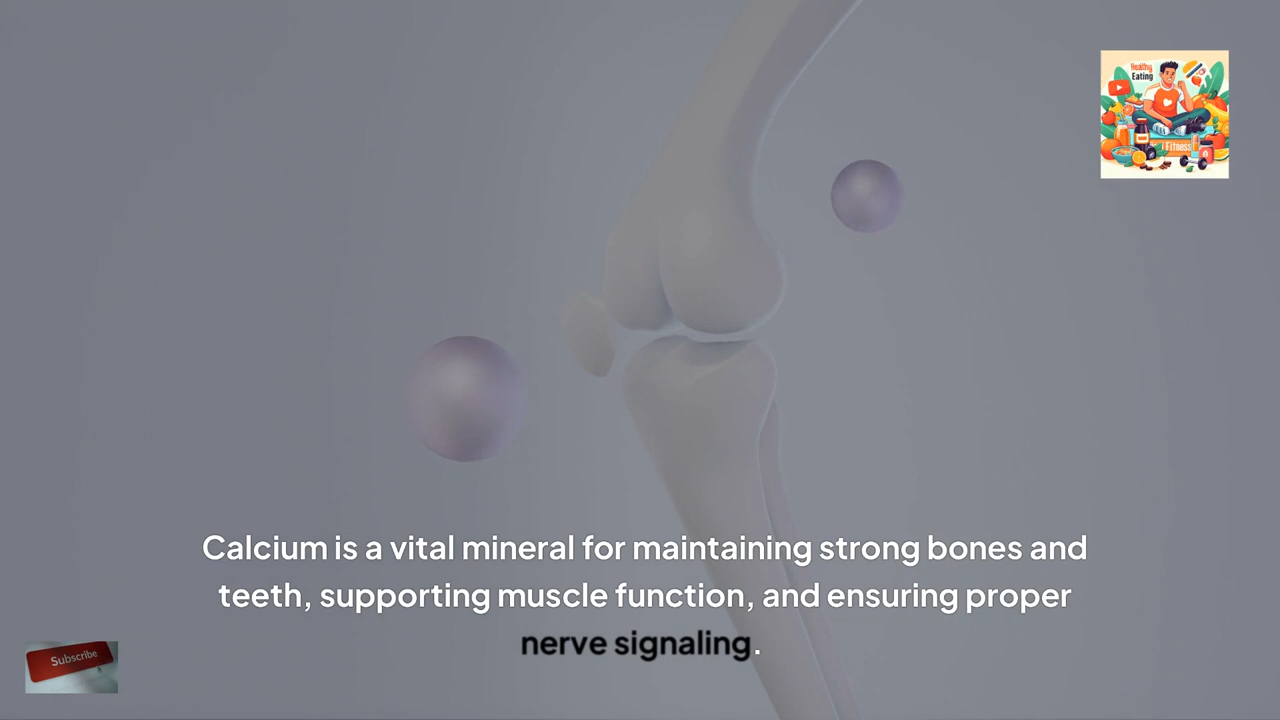 Healthy
Eating
Fitness
Calcium is a vital mineral for maintaining strong bones and
teeth, supporting muscle function, and ensuring proper
nerve signaling.
Subscribe